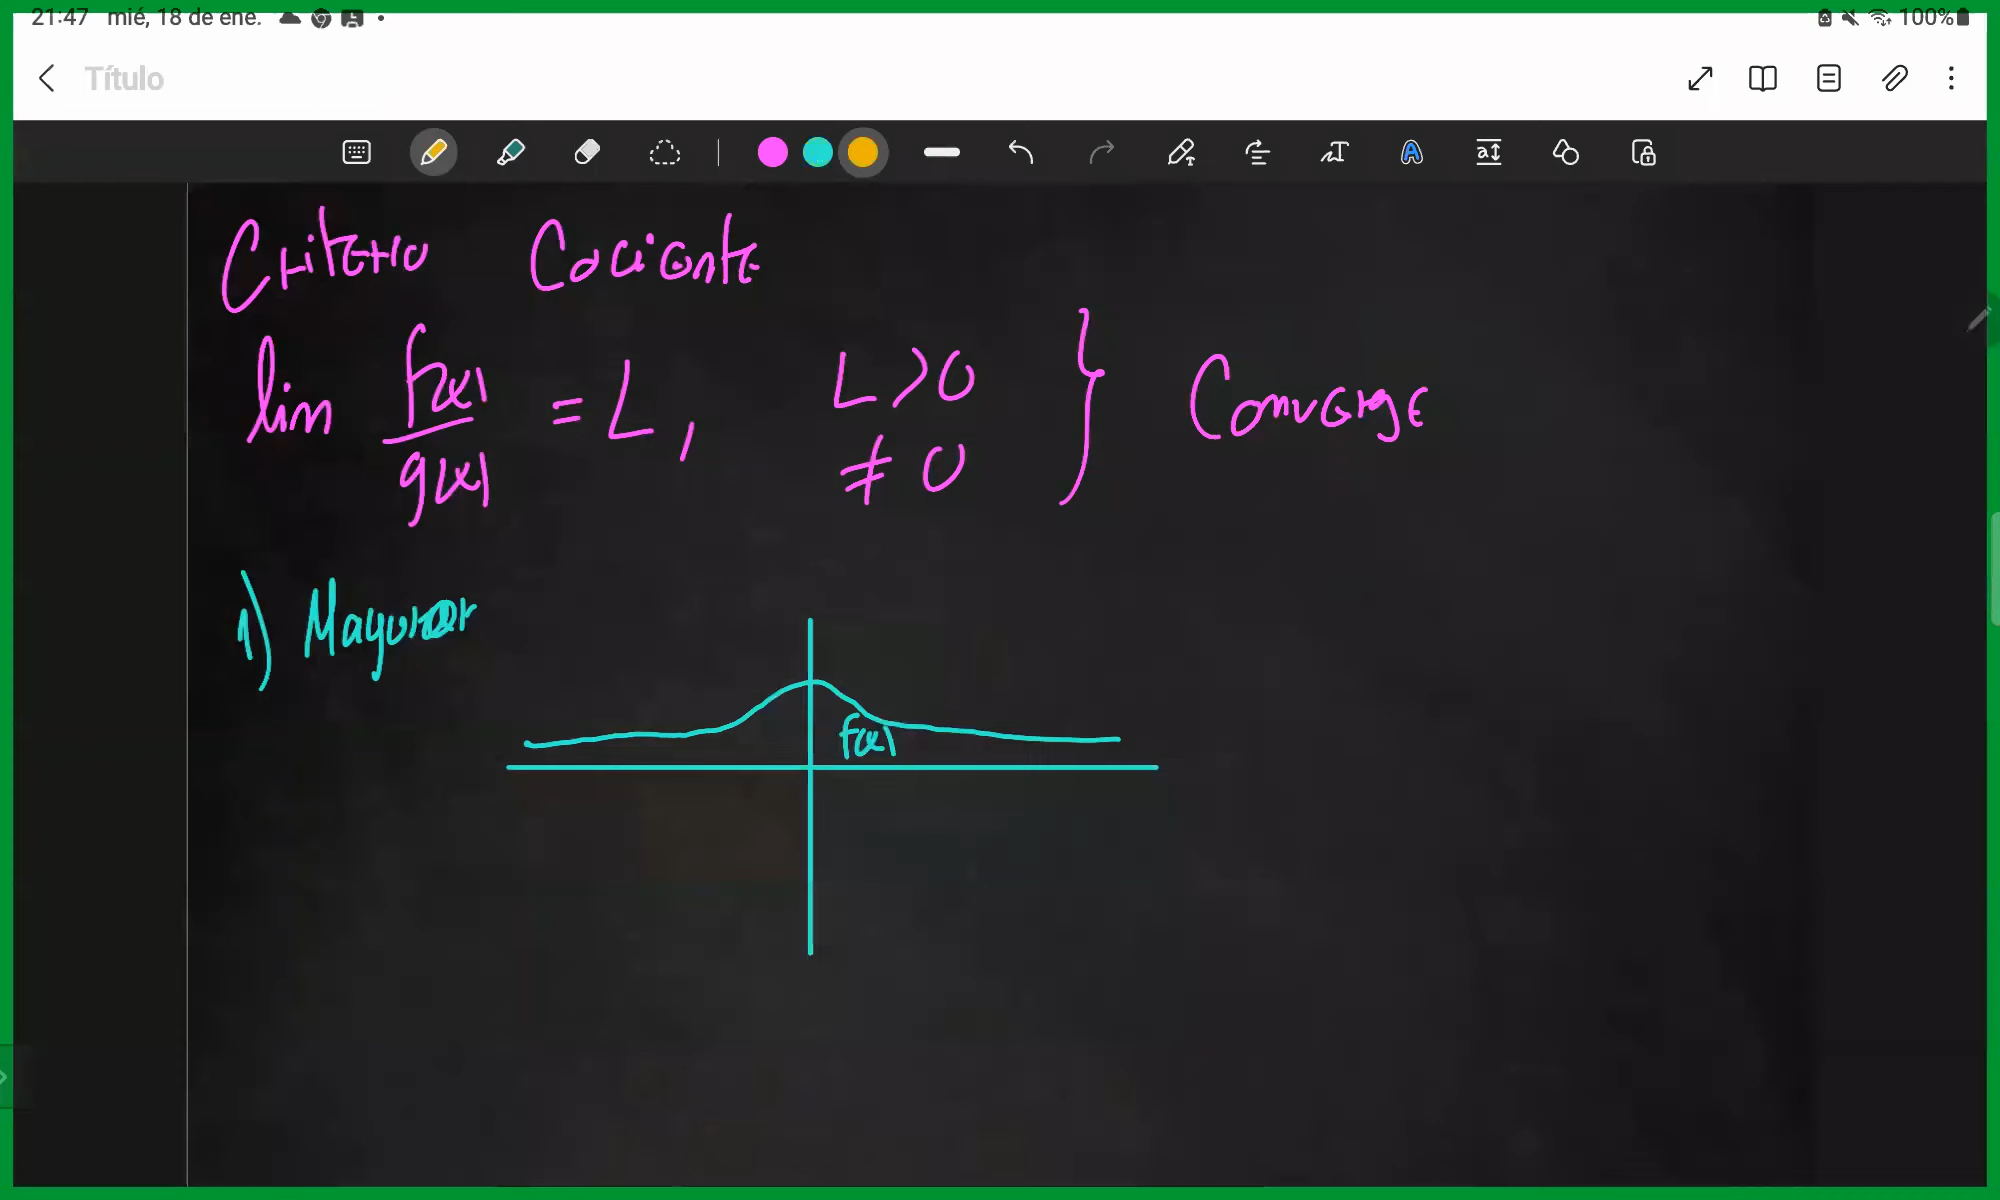 21:47 mié, 18 de ene. 100%
Título
Criterio Cociente
lim f(x)/g(x) = L, L>0 ≠ 0 } Converge
1) Mayorar
f(x)